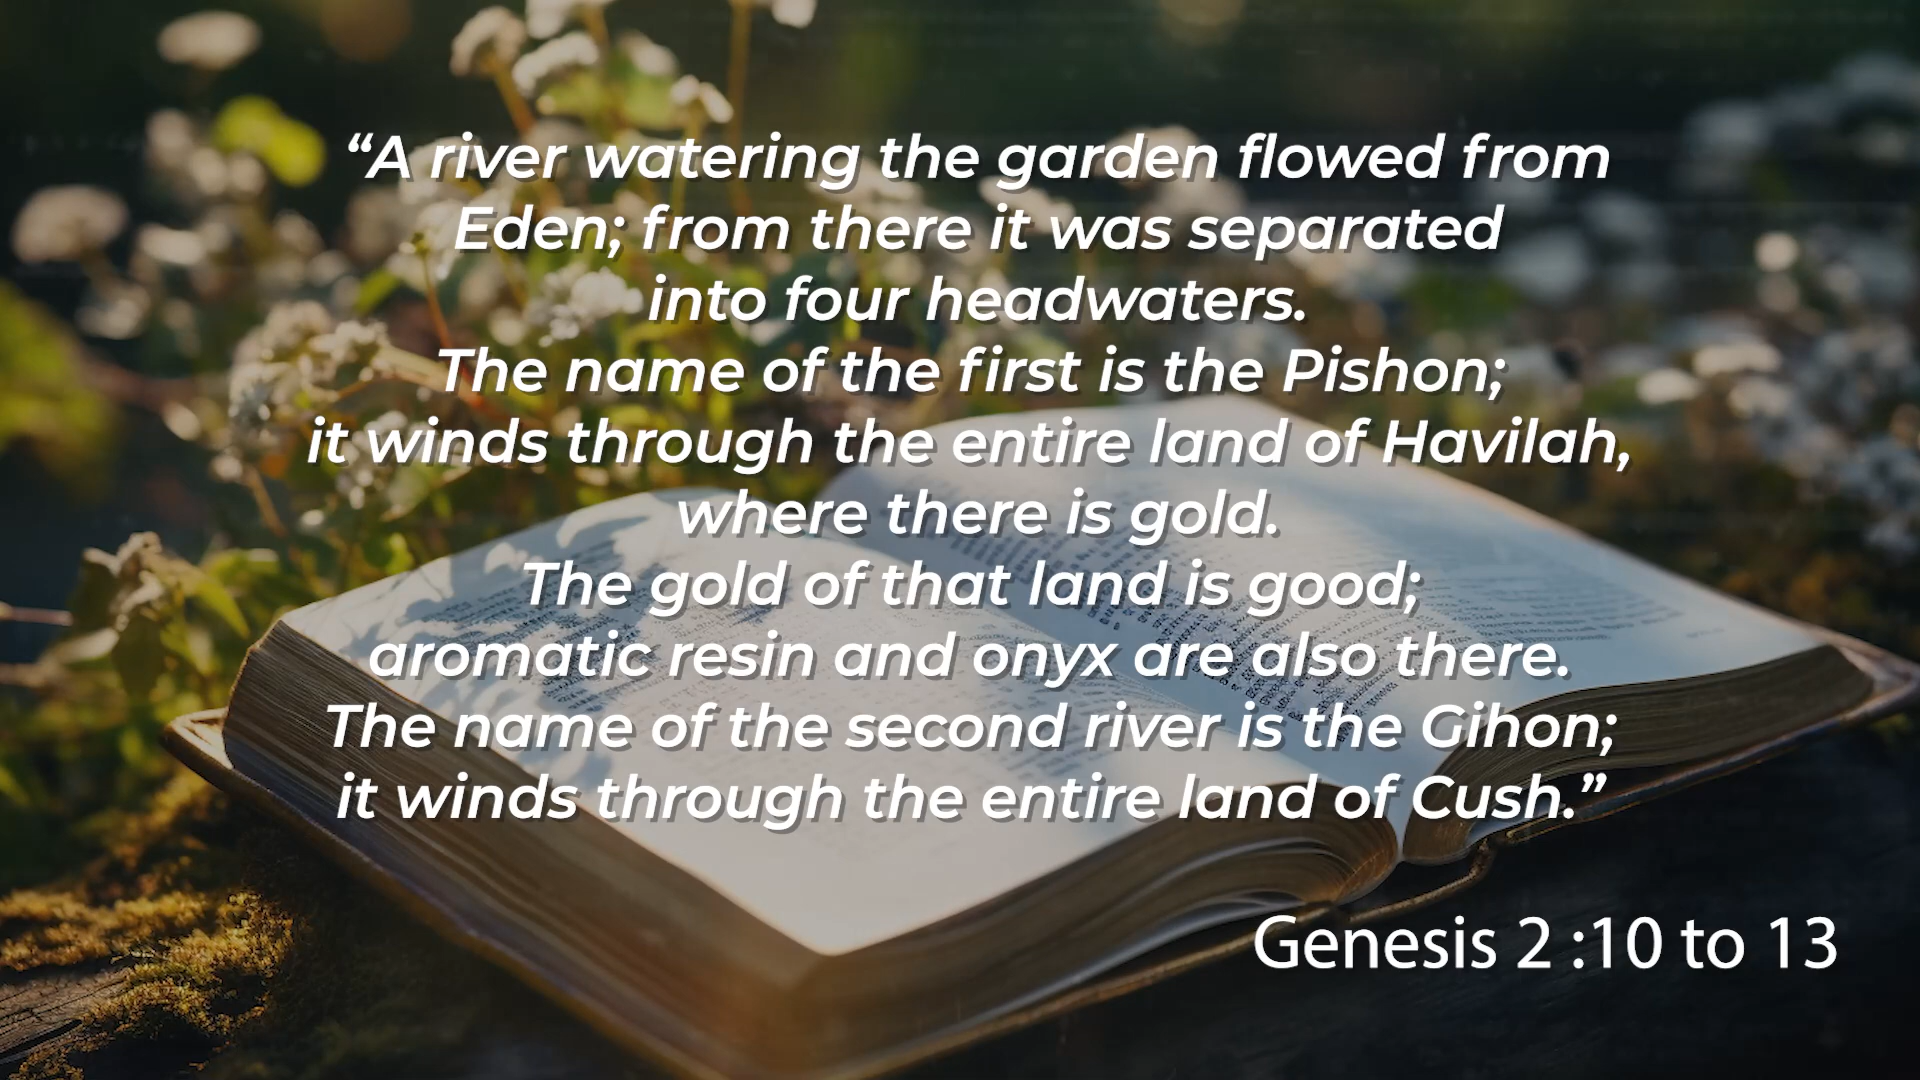 “A river watering the garden flowed from
Eden; from there it was separated
into four headwaters.
The name of the first is the Pishon;
it winds through the entire land of Havilah,
where there is gold.
The gold of that land is good;
aromatic resin and onyx are also there.
The name of the second river is the Gihon;
it winds through the entire land of Cush.”
Genesis 2 :10 to 13